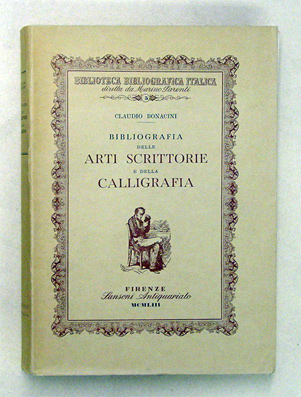 BIBLIOTECA BIBLIOGRAFICA ITALICA
diretta da Marino Parenti
5
CLAUDIO BONACINI
BIBLIOGRAFIA
DELLE
ARTI SCRITTORIE
E DELLA
CALLIGRAFIA
FIRENZE
Sansoni Antiquariato
MCMLIII